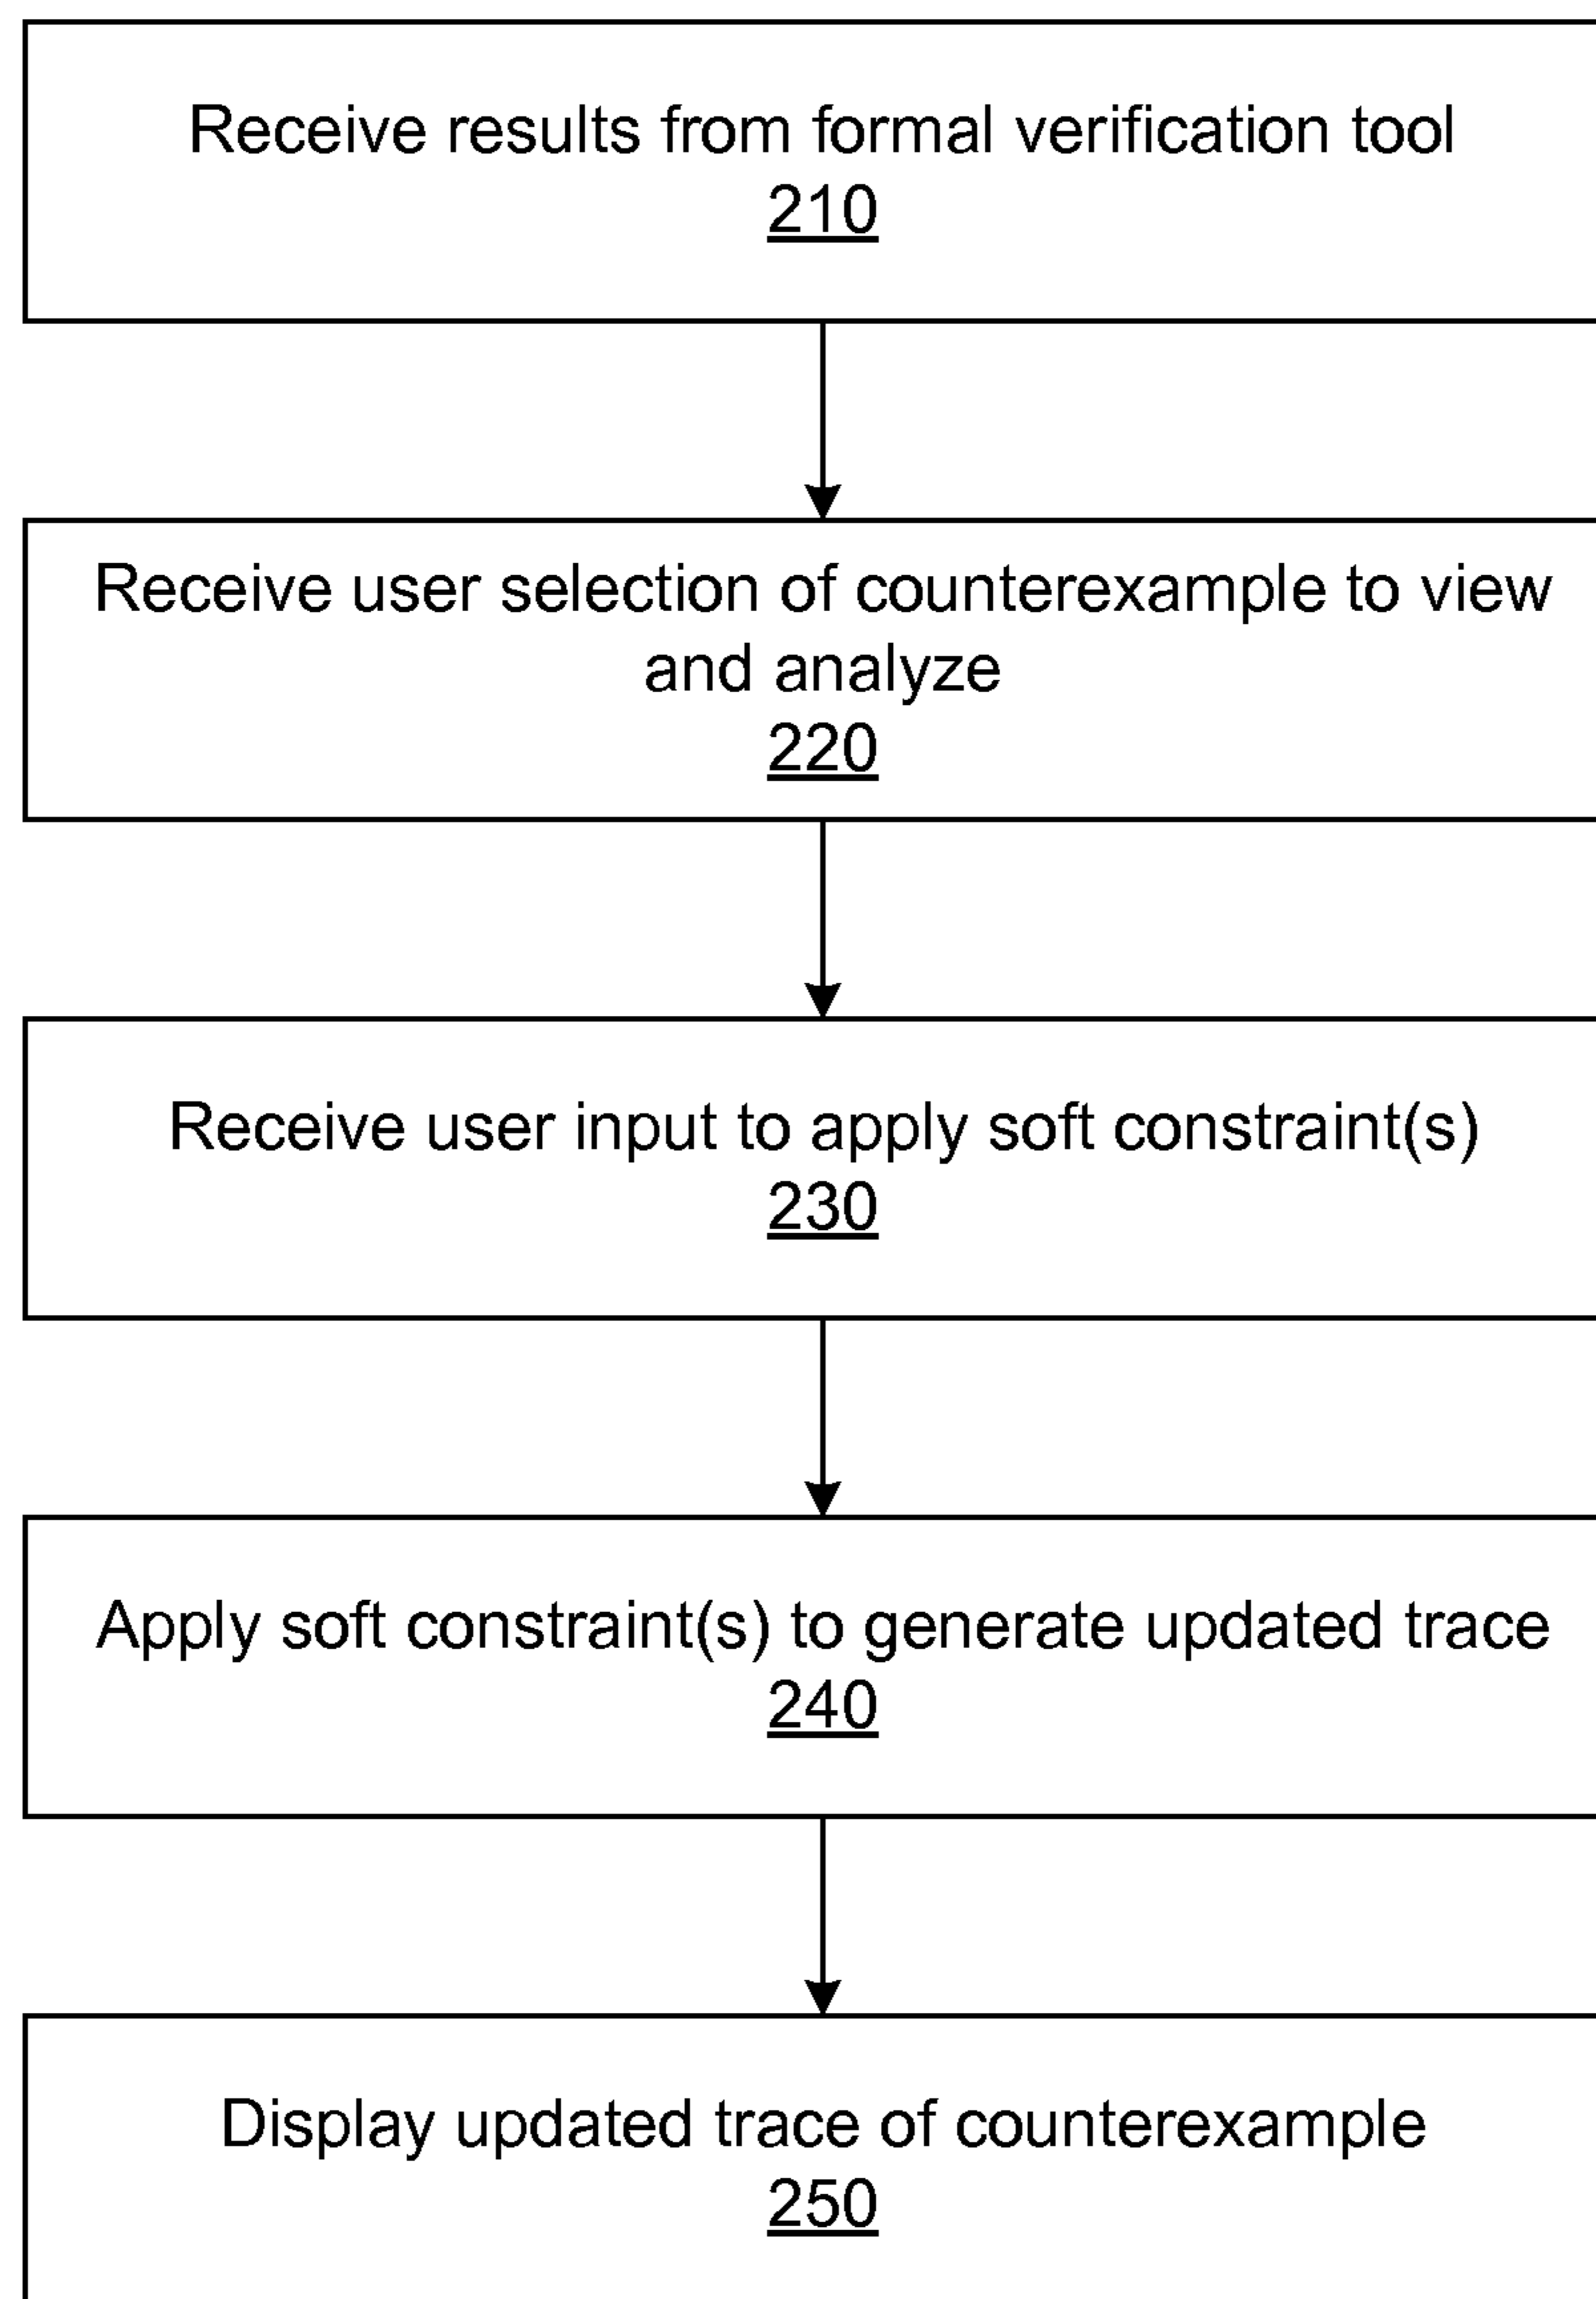 Receive results from formal verification tool
210
Receive user selection of counterexample to view
and analyze
220
Receive user input to apply soft constraint(s)
230
Apply soft constraint(s) to generate updated trace
240
Display updated trace of counterexample
250